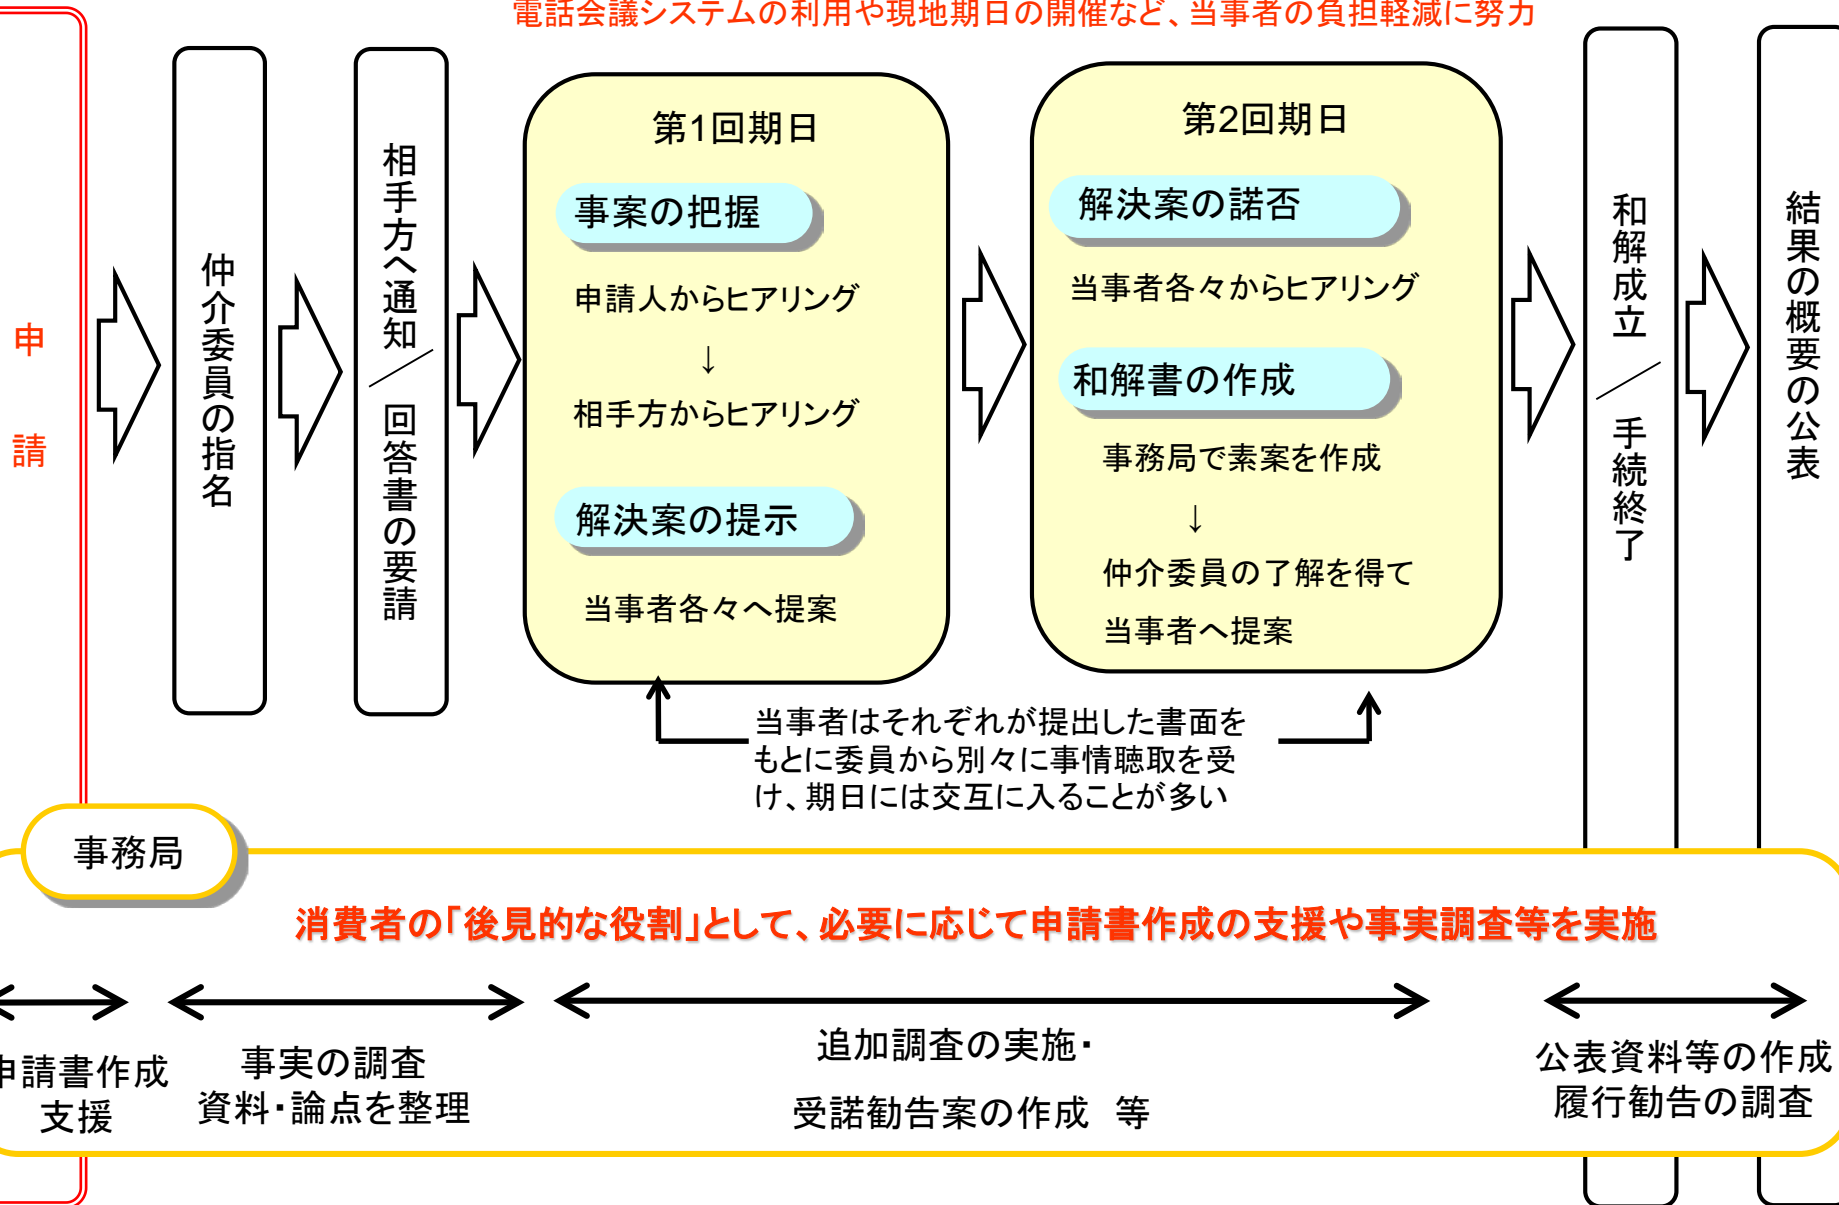 電話会議システムの利用や現地期日の開催など、当事者の負担軽減に努力
申請
仲介委員の指名
相手方へ通知／回答書の要請
第1回期日
事案の把握
申請人からヒアリング
↓
相手方からヒアリング
解決案の提示
当事者各々へ提案
第2回期日
解決案の諾否
当事者各々からヒアリング
和解書の作成
事務局で素案を作成
↓
仲介委員の了解を得て
当事者へ提案
当事者はそれぞれが提出した書面を
もとに委員から別々に事情聴取を受
け、期日には交互に入ることが多い
和解成立／手続終了
結果の概要の公表
事務局
消費者の「後見的な役割」として、必要に応じて申請書作成の支援や事実調査等を実施
申請書作成
支援
事実の調査
資料・論点を整理
追加調査の実施・
受諾勧告案の作成　等
公表資料等の作成
履行勧告の調査